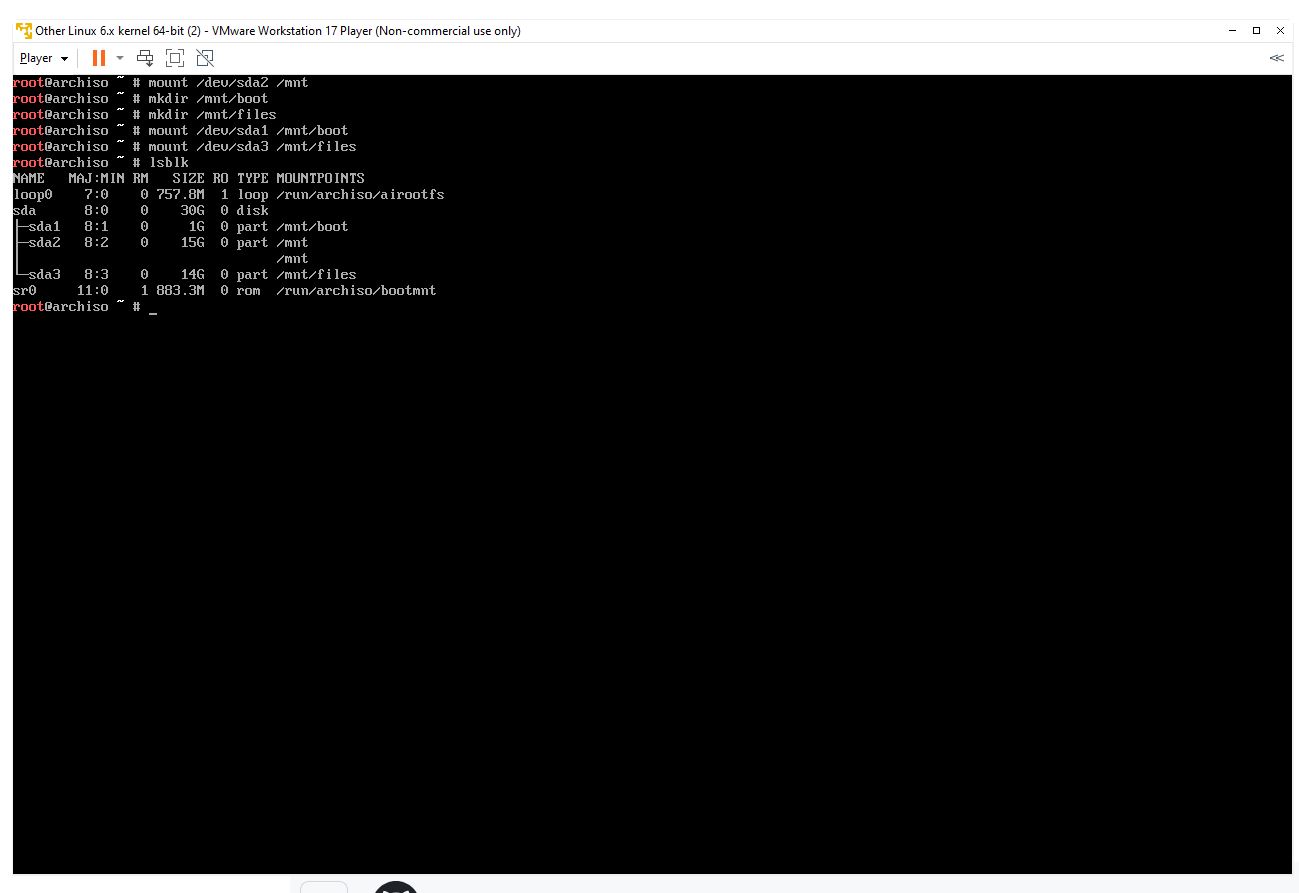 Other Linux 6.x kernel 64-bit (2) - VMware Workstation 17 Player (Non-commercial use only)
Player
root@archiso ~ # mount /dev/sda2 /mnt
root@archiso ~ # mkdir /mnt/boot
root@archiso ~ # mkdir /mnt/files
root@archiso ~ # mount /dev/sda1 /mnt/boot
root@archiso ~ # mount /dev/sda3 /mnt/files
root@archiso ~ # lsblk
NAME   MAJ:MIN RM   SIZE RO TYPE MOUNTPOINTS
loop0    7:0    0 757.8M  1 loop /run/archiso/airootfs
sda      8:0    0    30G  0 disk
├─sda1   8:1    0     1G  0 part /mnt/boot
├─sda2   8:2    0    15G  0 part /mnt
│                                /mnt
└─sda3   8:3    0    14G  0 part /mnt/files
sr0     11:0    1 883.3M  0 rom  /run/archiso/bootmnt
root@archiso ~ # _